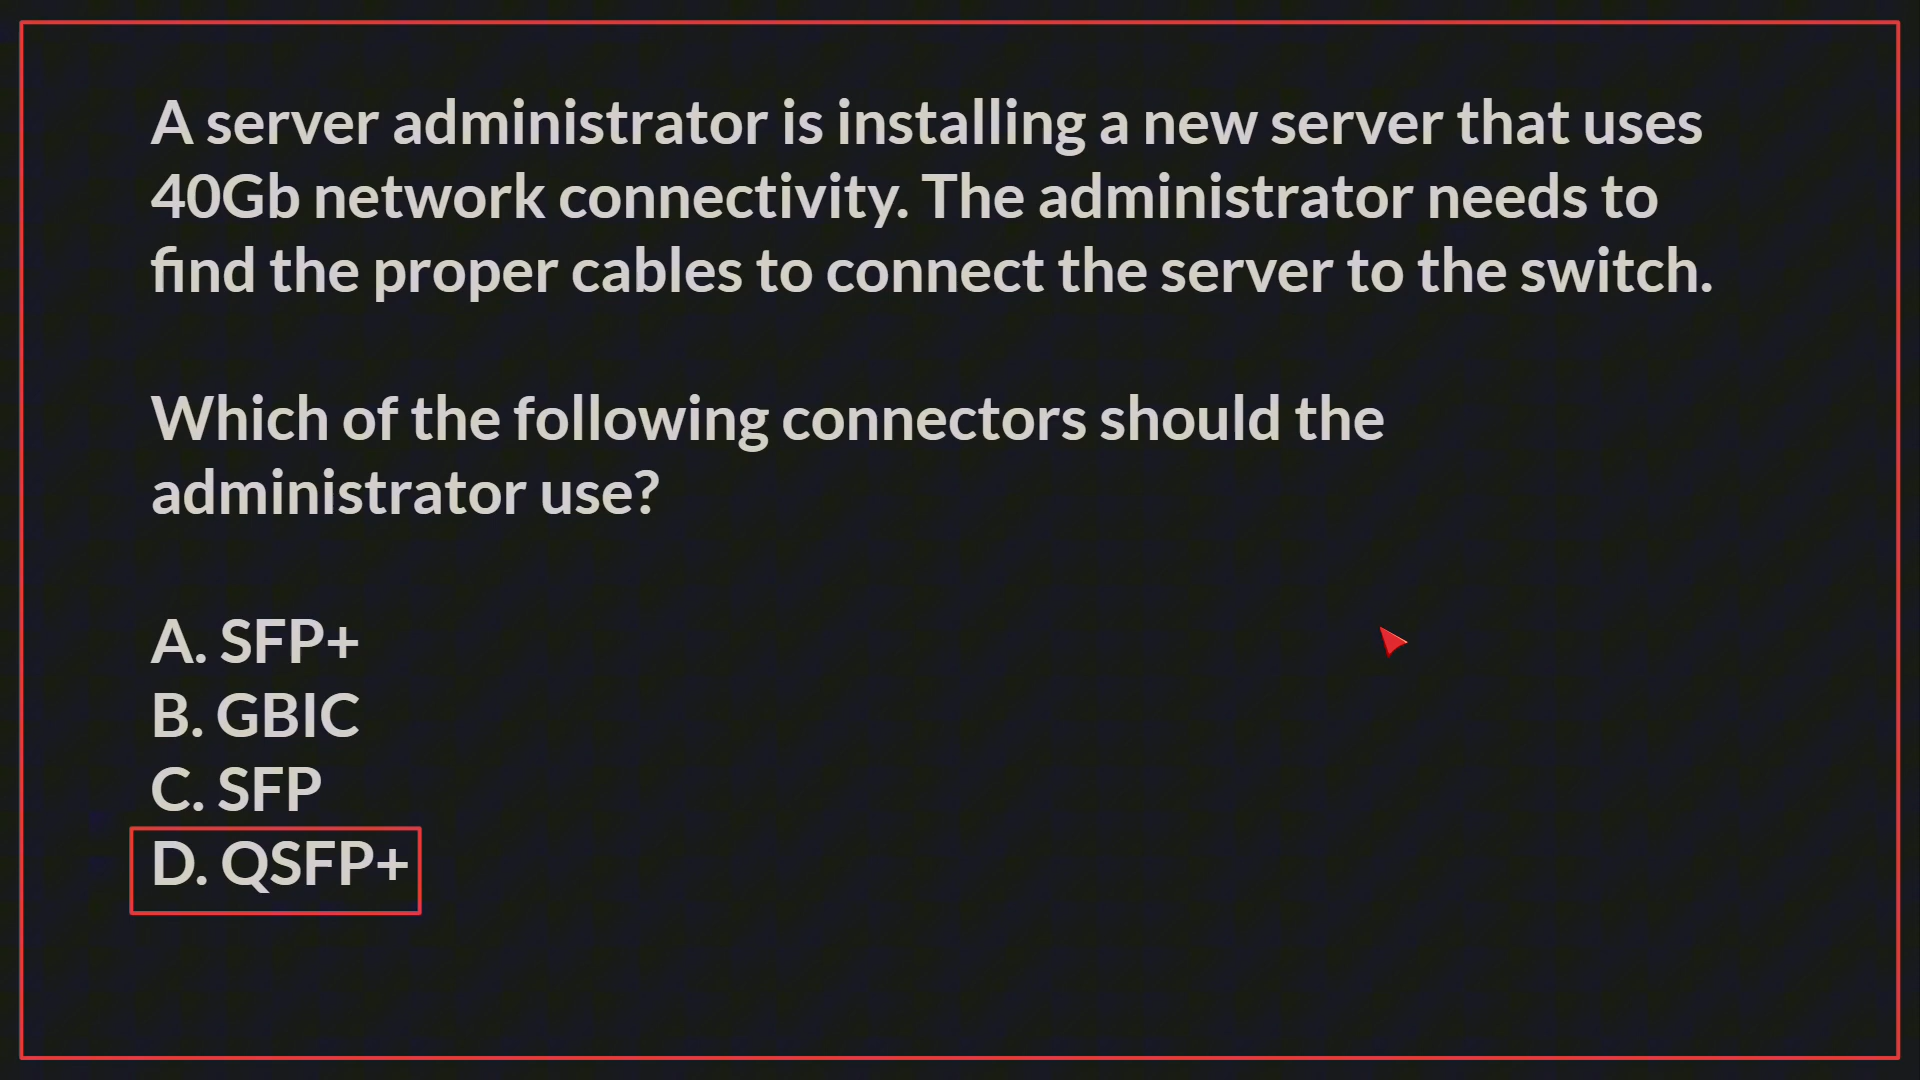 A server administrator is installing a new server that uses
40Gb network connectivity. The administrator needs to
find the proper cables to connect the server to the switch.
Which of the following connectors should the
administrator use?
A. SFP+
B. GBIC
C. SFP
D. QSFP+